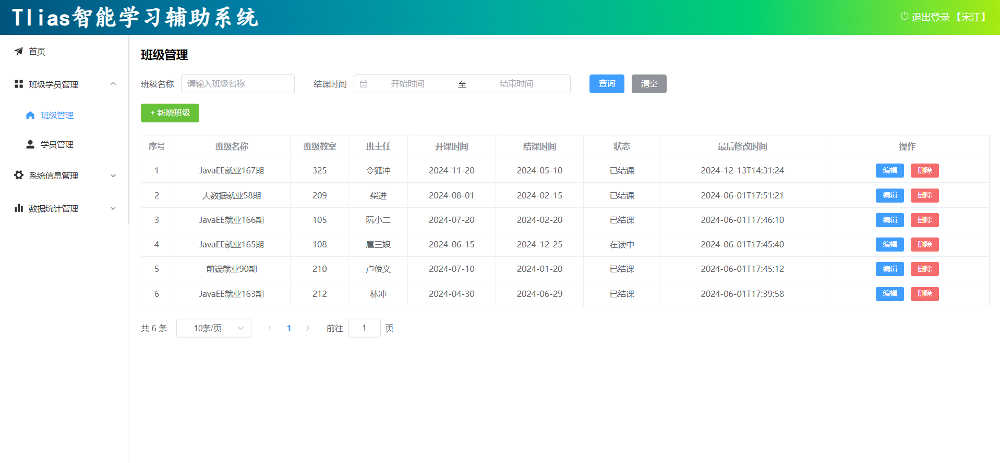 Tlias智能学习辅助系统
退出登录 【宋江】
首页
班级学员管理
班级管理
学员管理
系统信息管理
数据统计管理
班级管理
班级名称 请输入班级名称 结课时间 开始时间 至 结束时间 查询 清空
+ 新增班级
序号 班级名称 班级教室 班主任 开课时间 结课时间 状态 最后修改时间 操作
1 JavaEE就业167期 325 令狐冲 2024-11-20 2024-05-10 已结课 2024-12-13T14:31:24 编辑 删除
2 大数据就业58期 209 柴进 2024-08-01 2024-02-15 已结课 2024-06-01T17:51:21 编辑 删除
3 JavaEE就业166期 105 阮小二 2024-07-20 2024-02-20 已结课 2024-06-01T17:46:10 编辑 删除
4 JavaEE就业165期 108 扈三娘 2024-06-15 2024-12-25 在读中 2024-06-01T17:45:40 编辑 删除
5 前端就业90期 210 卢俊义 2024-07-10 2024-01-20 已结课 2024-06-01T17:45:12 编辑 删除
6 JavaEE就业163期 212 林冲 2024-04-30 2024-06-29 已结课 2024-06-01T17:39:58 编辑 删除
共 6 条 10条/页 1 前往 1 页